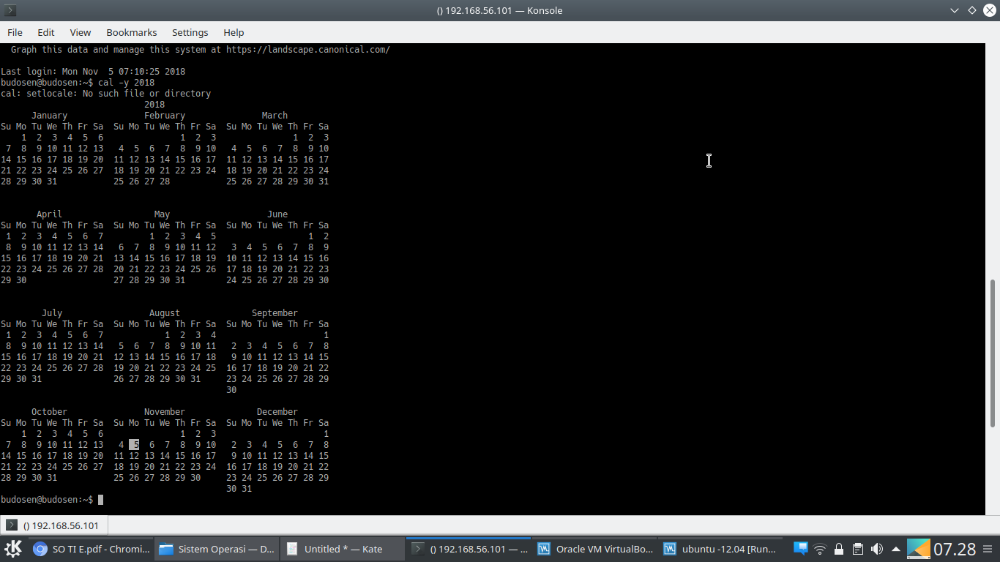 () 192.168.56.101 — Konsole
File Edit View Bookmarks Settings Help
  Graph this data and manage this system at https://landscape.canonical.com/

Last login: Mon Nov  5 07:10:25 2018
budosen@budosen:~$ cal -y 2018
cal: setlocale: No such file or directory
                            2018
      January               February               March
Su Mo Tu We Th Fr Sa  Su Mo Tu We Th Fr Sa  Su Mo Tu We Th Fr Sa
    1  2  3  4  5  6               1  2  3               1  2  3
 7  8  9 10 11 12 13   4  5  6  7  8  9 10   4  5  6  7  8  9 10
14 15 16 17 18 19 20  11 12 13 14 15 16 17  11 12 13 14 15 16 17
21 22 23 24 25 26 27  18 19 20 21 22 23 24  18 19 20 21 22 23 24
28 29 30 31           25 26 27 28           25 26 27 28 29 30 31

       April                  May                   June
Su Mo Tu We Th Fr Sa  Su Mo Tu We Th Fr Sa  Su Mo Tu We Th Fr Sa
 1  2  3  4  5  6  7         1  2  3  4  5                  1  2
 8  9 10 11 12 13 14   6  7  8  9 10 11 12   3  4  5  6  7  8  9
15 16 17 18 19 20 21  13 14 15 16 17 18 19  10 11 12 13 14 15 16
22 23 24 25 26 27 28  20 21 22 23 24 25 26  17 18 19 20 21 22 23
29 30                 27 28 29 30 31        24 25 26 27 28 29 30

        July                 August              September
Su Mo Tu We Th Fr Sa  Su Mo Tu We Th Fr Sa  Su Mo Tu We Th Fr Sa
 1  2  3  4  5  6  7            1  2  3  4                     1
 8  9 10 11 12 13 14   5  6  7  8  9 10 11   2  3  4  5  6  7  8
15 16 17 18 19 20 21  12 13 14 15 16 17 18   9 10 11 12 13 14 15
22 23 24 25 26 27 28  19 20 21 22 23 24 25  16 17 18 19 20 21 22
29 30 31              26 27 28 29 30 31     23 24 25 26 27 28 29
                                            30

      October               November              December
Su Mo Tu We Th Fr Sa  Su Mo Tu We Th Fr Sa  Su Mo Tu We Th Fr Sa
    1  2  3  4  5  6               1  2  3                     1
 7  8  9 10 11 12 13   4  5  6  7  8  9 10   2  3  4  5  6  7  8
14 15 16 17 18 19 20  11 12 13 14 15 16 17   9 10 11 12 13 14 15
21 22 23 24 25 26 27  18 19 20 21 22 23 24  16 17 18 19 20 21 22
28 29 30 31           25 26 27 28 29 30     23 24 25 26 27 28 29
                                            30 31
budosen@budosen:~$
() 192.168.56.101
SO TI E.pdf - Chromi... Sistem Operasi — D... Untitled * — Kate () 192.168.56.101 — ... Oracle VM VirtualBo... ubuntu -12.04 [Run... 07.28